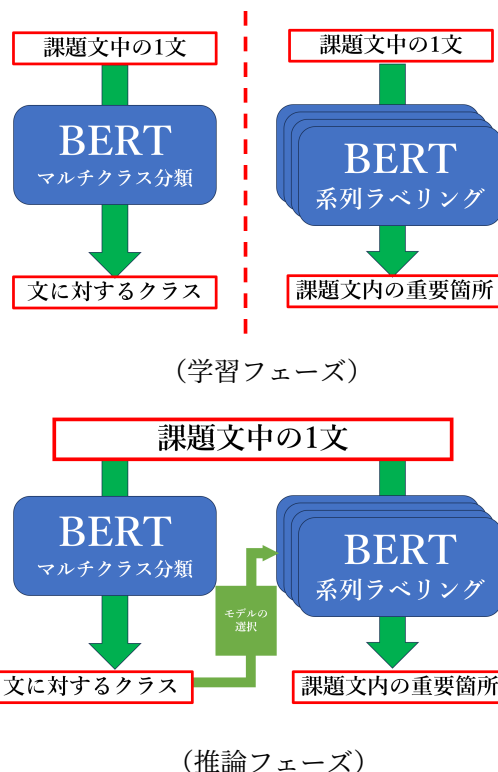 課題文中の1文
BERT
マルチクラス分類
文に対するクラス
課題文中の1文
BERT
系列ラベリング
課題文内の重要箇所
（学習フェーズ）
課題文中の1文
BERT
マルチクラス分類
文に対するクラス
モデルの
選択
BERT
系列ラベリング
課題文内の重要箇所
（推論フェーズ）